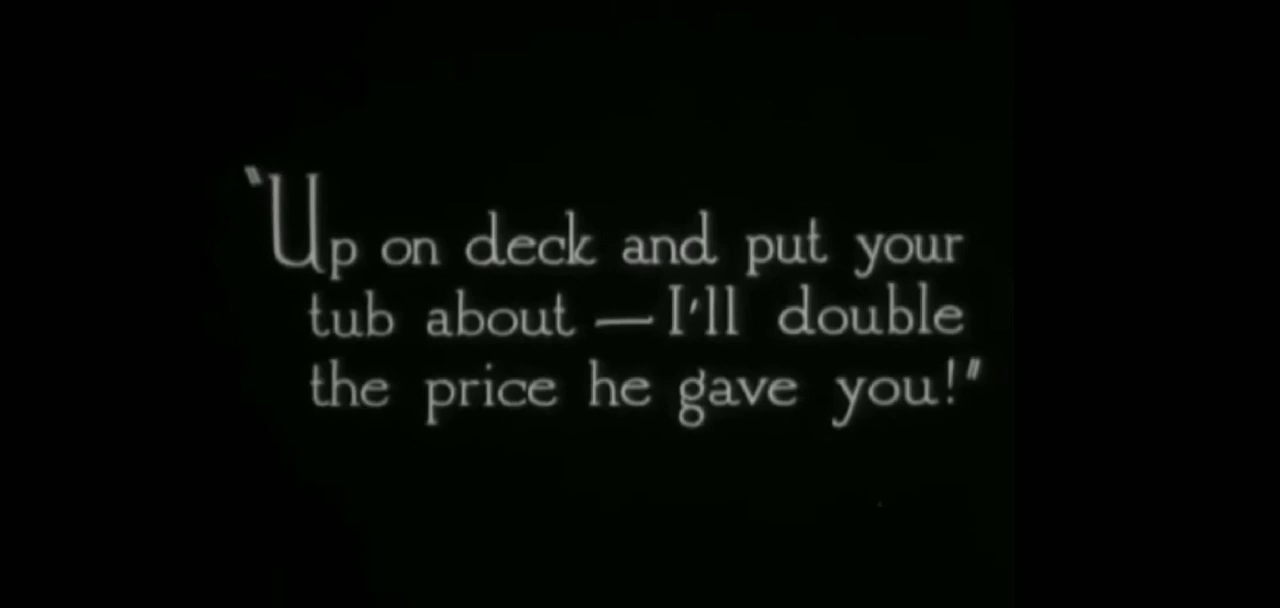 "Up on deck and put your
tub about — I'll double
the price he gave you!"